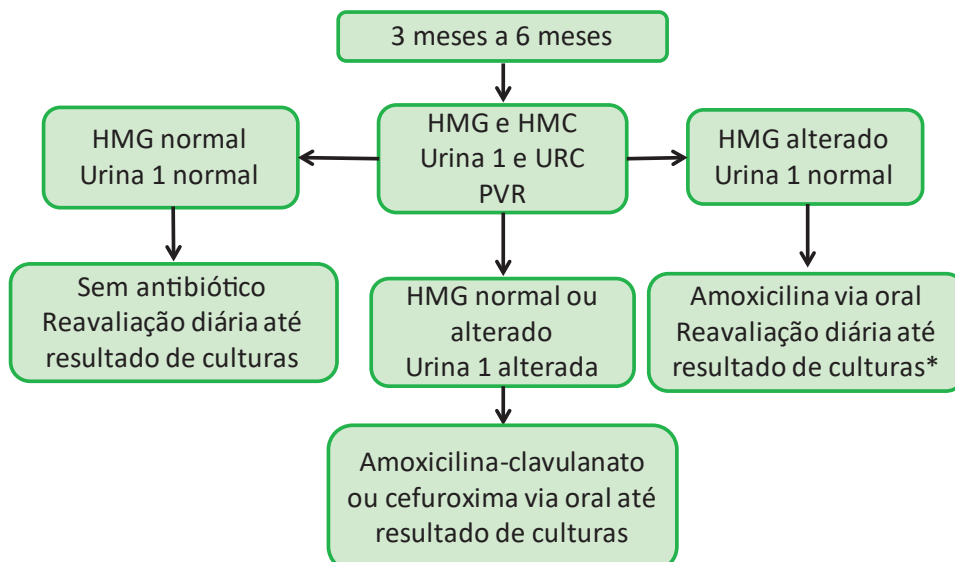 3 meses a 6 meses
HMG e HMC
Urina 1 e URC
PVR
HMG normal
Urina 1 normal
HMG alterado
Urina 1 normal
Sem antibiótico
Reavaliação diária até
resultado de culturas
HMG normal ou
alterado
Urina 1 alterada
Amoxicilina via oral
Reavaliação diária até
resultado de culturas*
Amoxicilina-clavulanato
ou cefuroxima via oral até
resultado de culturas